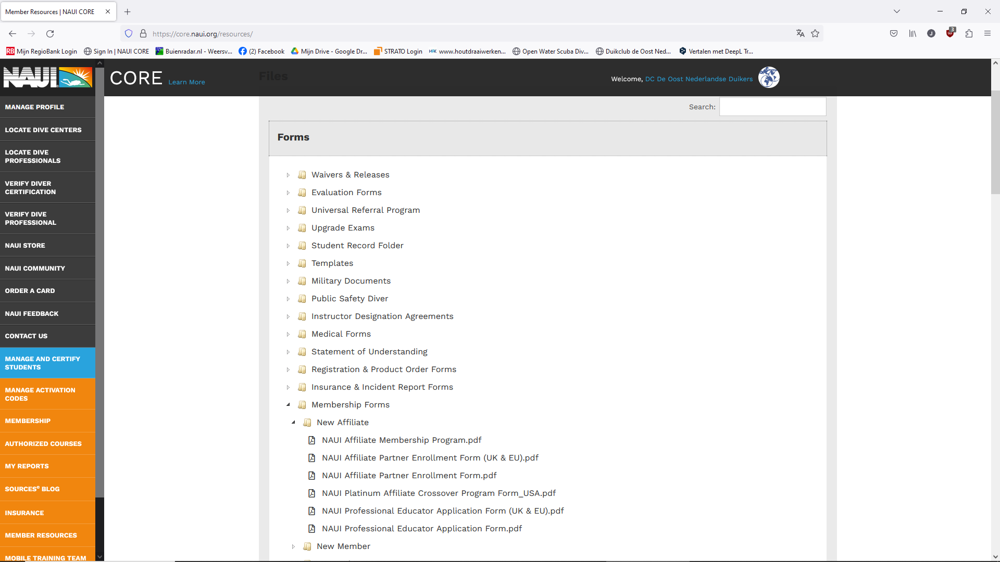 Member Resources | NAUI CORE
https://core.naui.org/resources/
3
J
RB Mijn RegioBank Login
Sign In | NAUI CORE
Buienradar.nl - Weersv...
(2) Facebook
Mijn Drive - Google Dr...
STRATO Login
HFK www.houtdraaiwerken...
Open Water Scuba Div...
Duikclub de Oost Ned...
Vertalen met DeepL Tr...
NAUI
CORE Learn More
Files
Welcome, DC De Oost Nederlandse Duikers
MANAGE PROFILE
LOCATE DIVE CENTERS
LOCATE DIVE
PROFESSIONALS
VERIFY DIVER
CERTIFICATION
VERIFY DIVE
PROFESSIONAL
NAUI STORE
NAUI COMMUNITY
ORDER A CARD
NAUI FEEDBACK
CONTACT US
MANAGE AND CERTIFY
STUDENTS
MANAGE ACTIVATION
CODES
MEMBERSHIP
AUTHORIZED COURSES
MY REPORTS
SOURCES® BLOG
INSURANCE
MEMBER RESOURCES
MOBILE TRAINING TEAM
Search:
Forms
Waivers & Releases
Evaluation Forms
Universal Referral Program
Upgrade Exams
Student Record Folder
Templates
Military Documents
Public Safety Diver
Instructor Designation Agreements
Medical Forms
Statement of Understanding
Registration & Product Order Forms
Insurance & Incident Report Forms
Membership Forms
New Affiliate
NAUI Affiliate Membership Program.pdf
NAUI Affiliate Partner Enrollment Form (UK & EU).pdf
NAUI Affiliate Partner Enrollment Form.pdf
NAUI Platinum Affiliate Crossover Program Form_USA.pdf
NAUI Professional Educator Application Form (UK & EU).pdf
NAUI Professional Educator Application Form.pdf
New Member